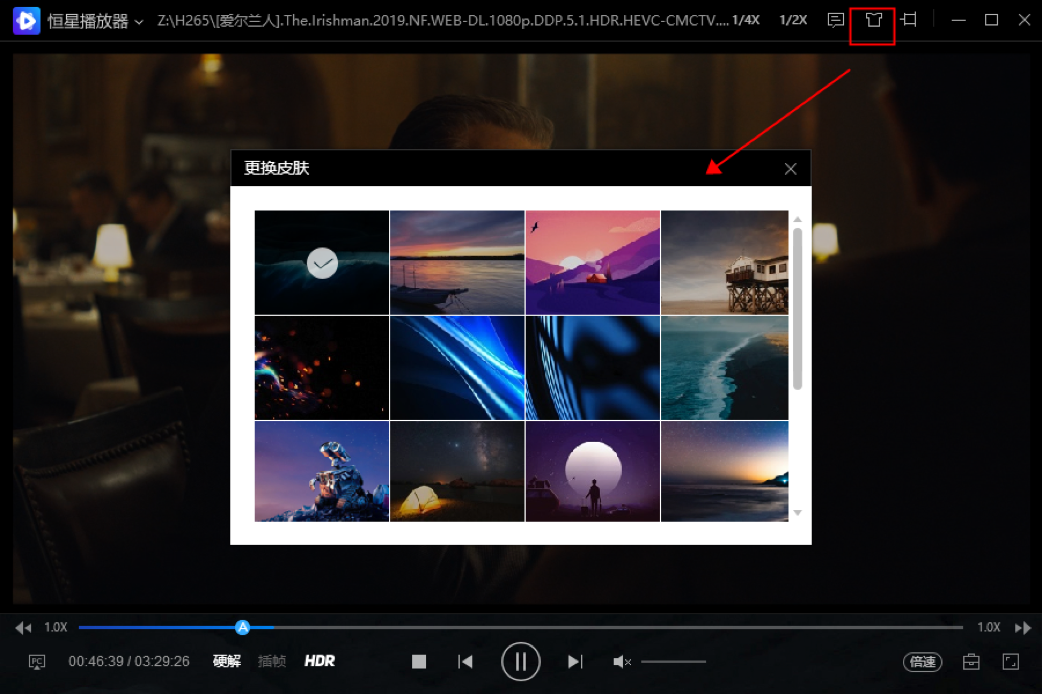 恒星播放器 Z:\H265\[爱尔兰人].The.Irishman.2019.NF.WEB-DL.1080p.DDP.5.1.HDR.HEVC-CMCTV.... 1/4X 1/2X
更换皮肤
1.0X A 1.0X
PC 00:46:39 / 03:29:26 硬解 插帧 HDR 倍速